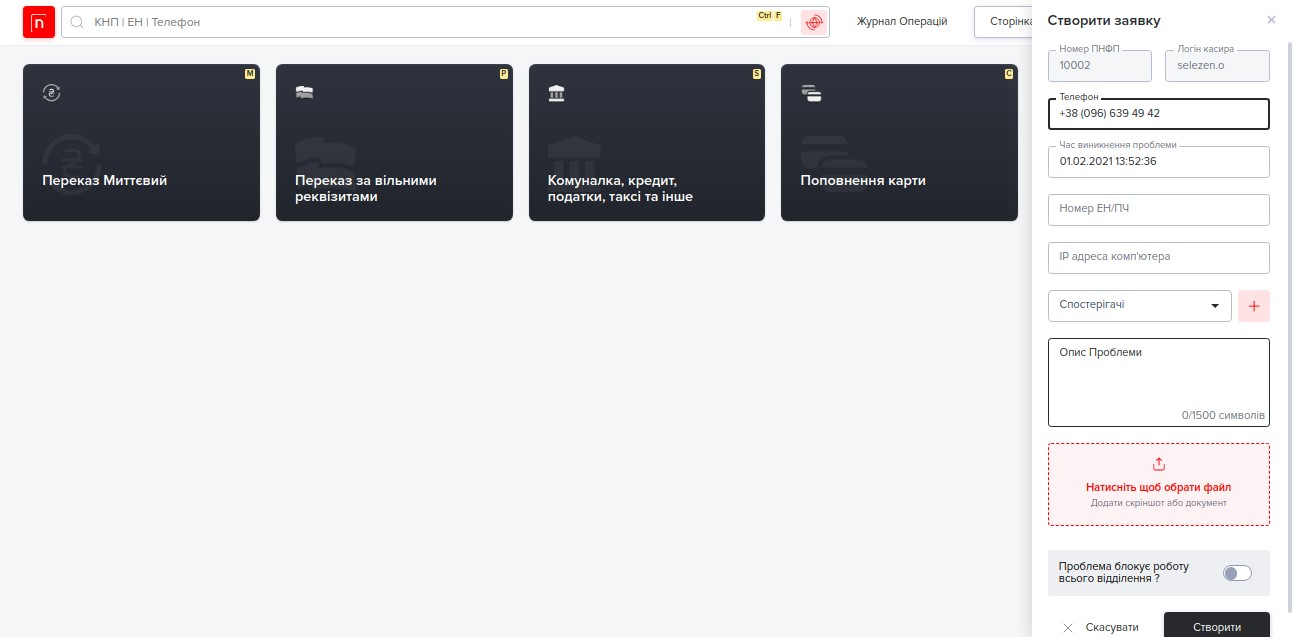 n
КНП | ЕН | Телефон
Ctrl F
Журнал Операцій
M
Переказ Миттєвий
P
Переказ за вільними
реквізитами
S
Комуналка, кредит,
податки, таксі та інше
C
Поповнення карти
Створити заявку
Номер ПНФП
10002
Логін касира
selezen.o
Телефон
+38 (096) 639 49 42
Час виникнення проблеми
01.02.2021 13:52:36
Номер ЕН/ПЧ
IP адреса комп'ютера
Спостерігачі
Опис Проблеми
0/1500 символів
Натисніть щоб обрати файл
Додати скріншот або документ
Проблема блокує роботу
всього відділення ?
Скасувати
Створити